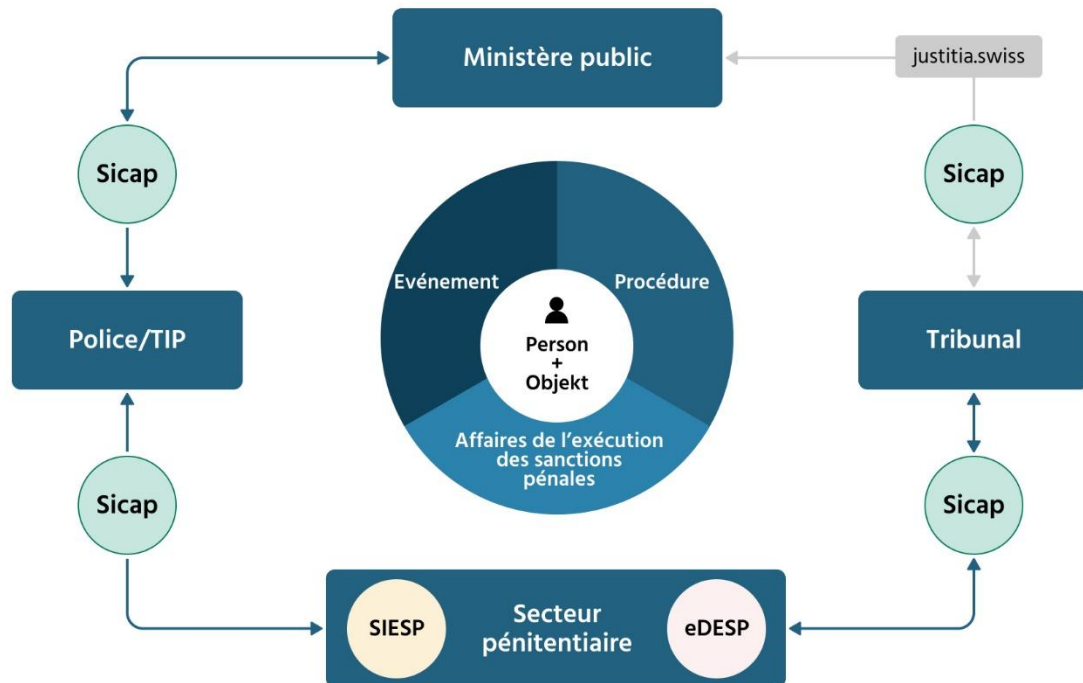 Ministère public
justitia.swiss
Sicap
Sicap
Evénement
Procédure
Police/TIP
Person
+
Objekt
Tribunal
Affaires de l’exécution
des sanctions
pénales
Sicap
Sicap
SIESP
Secteur
pénitentiaire
eDESP